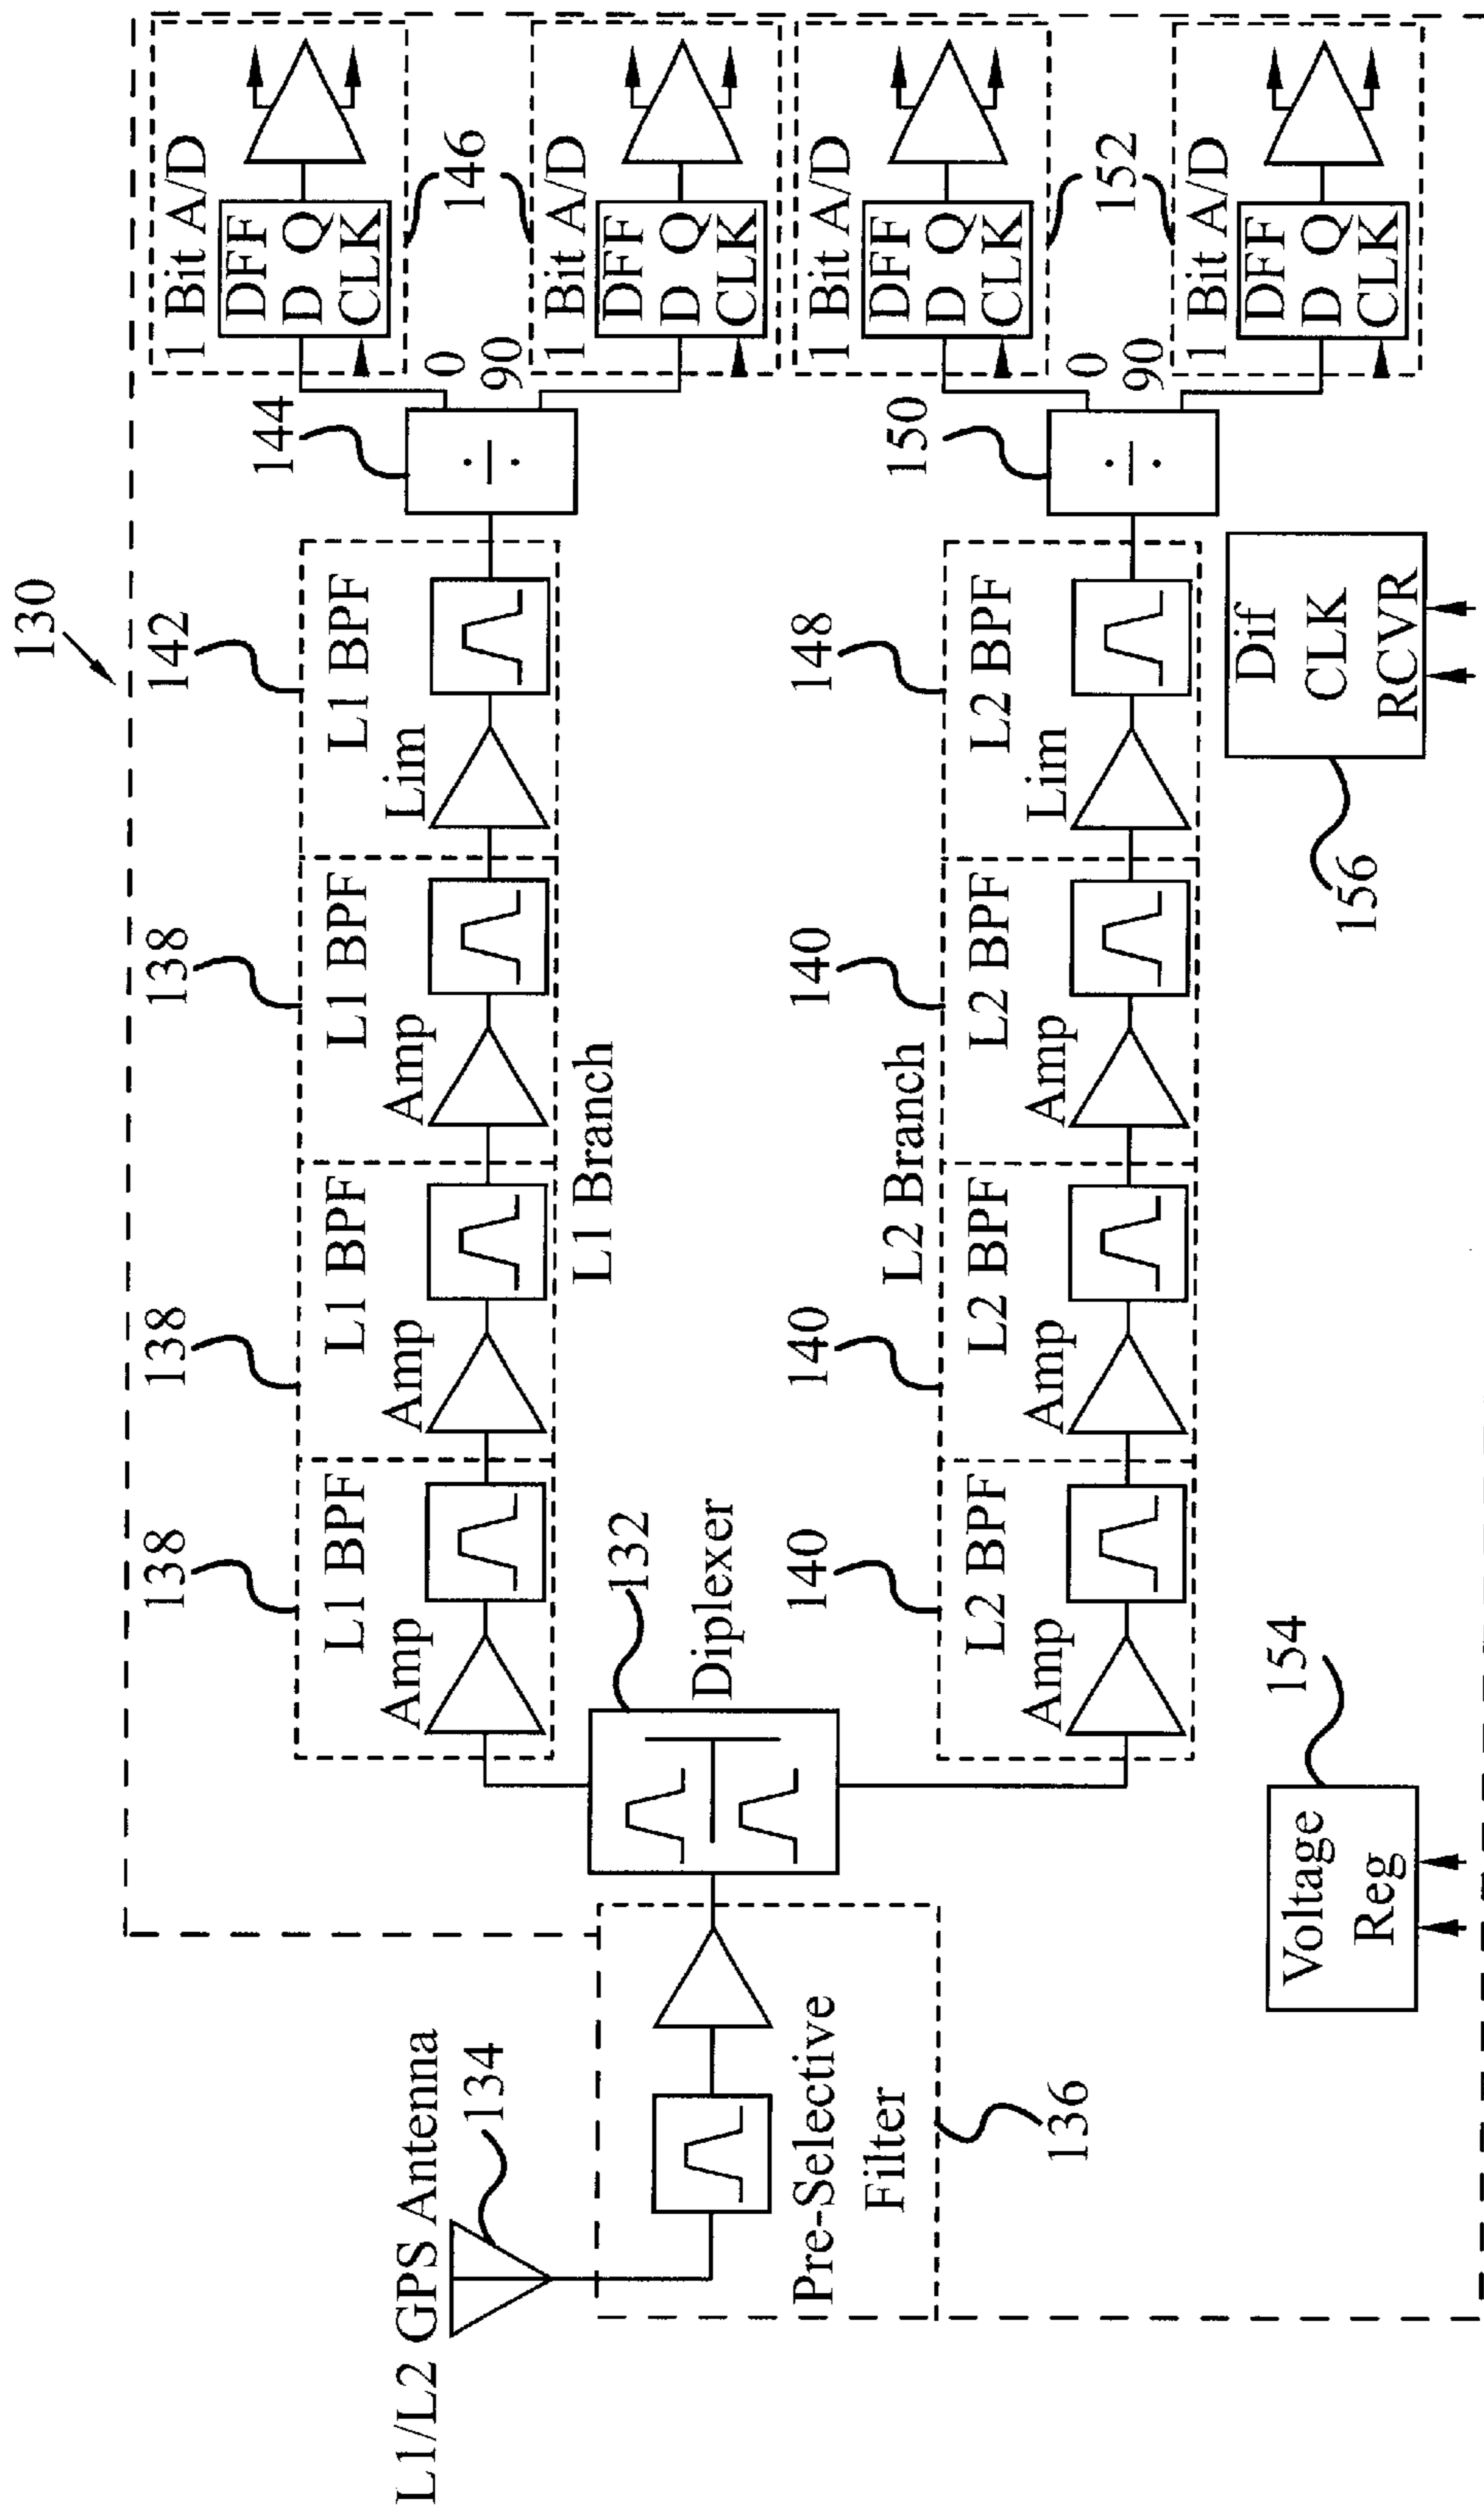 130
142
144
138
138
138
L1 BPF
L1 BPF
L1 BPF
L1 BPF
Amp
Amp
Amp
Lim
L1 Branch
÷
0
90
1 Bit A/D
DFF
D Q
CLK
146
1 Bit A/D
DFF
D Q
CLK
L1/L2 GPS Antenna
134
Pre-Selective
Filter
136
132
Diplexer
140
140
140
148
150
L2 Branch
L2 BPF
L2 BPF
L2 BPF
L2 BPF
Amp
Amp
Amp
Lim
÷
0
90
1 Bit A/D
DFF
D Q
CLK
152
1 Bit A/D
DFF
D Q
CLK
154
Voltage
Reg
156
Dif
CLK
RCVR